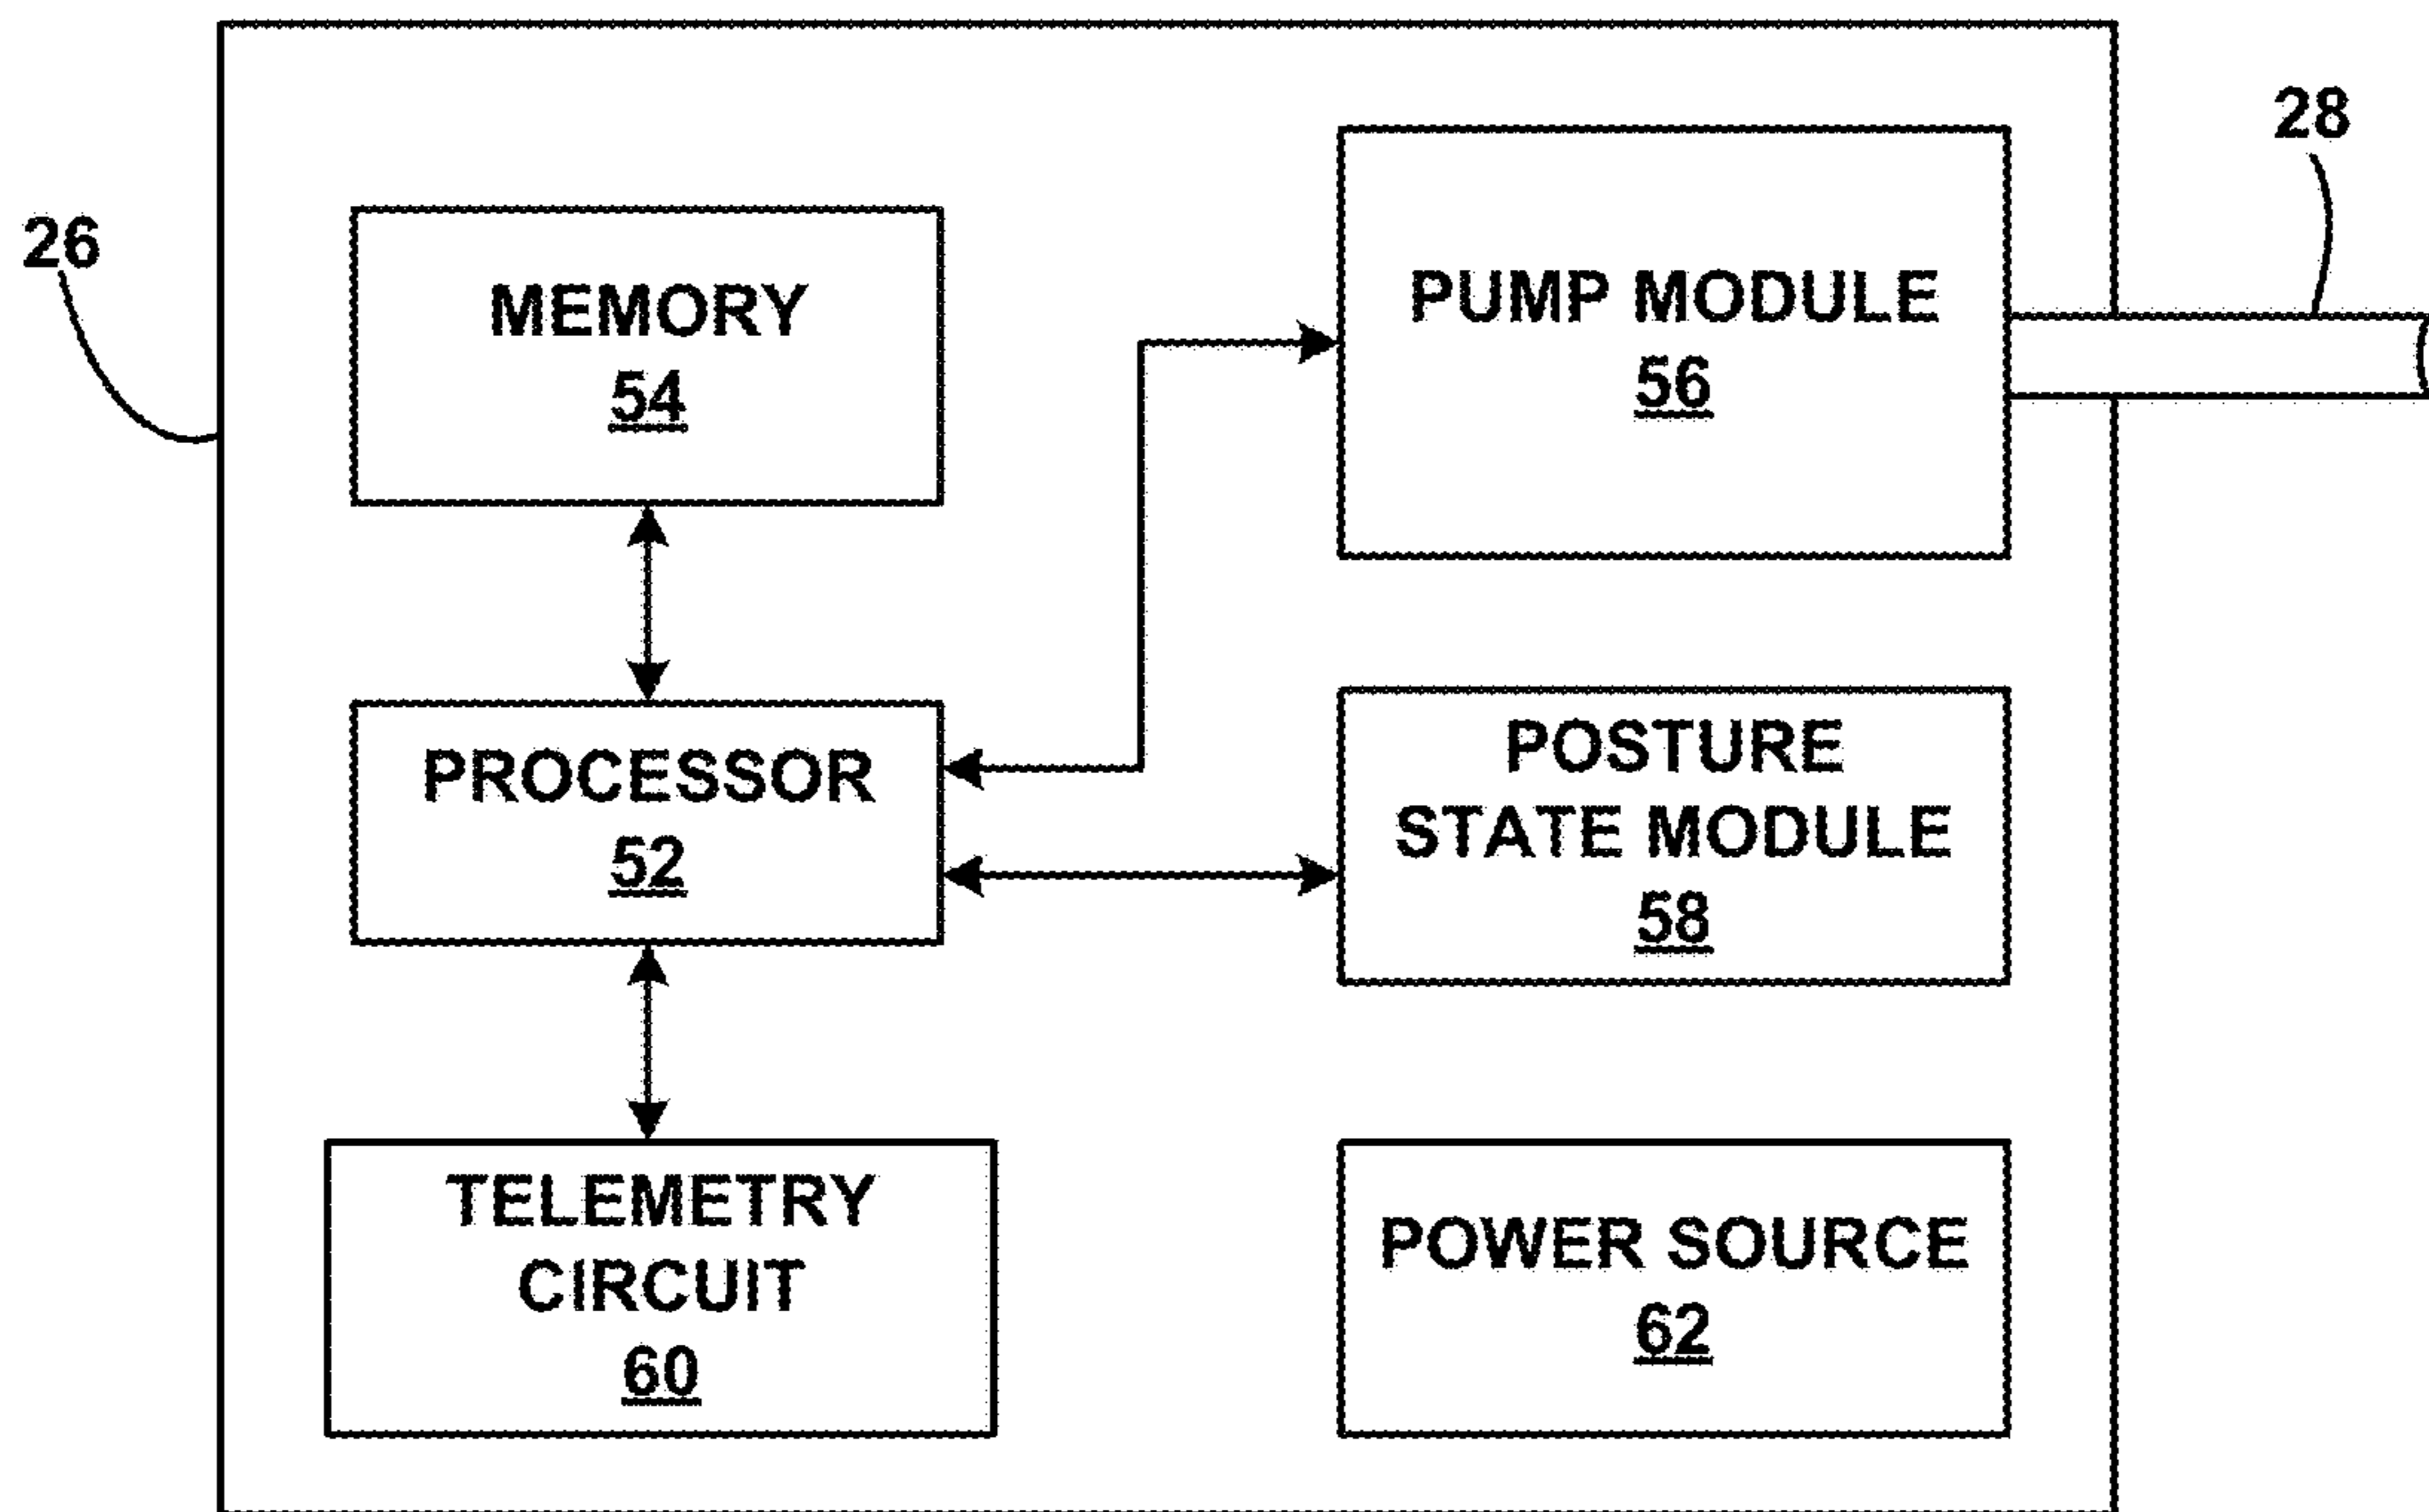 26
28
MEMORY
54
PUMP MODULE
56
PROCESSOR
52
POSTURE
STATE MODULE
58
TELEMETRY
CIRCUIT
60
POWER SOURCE
62